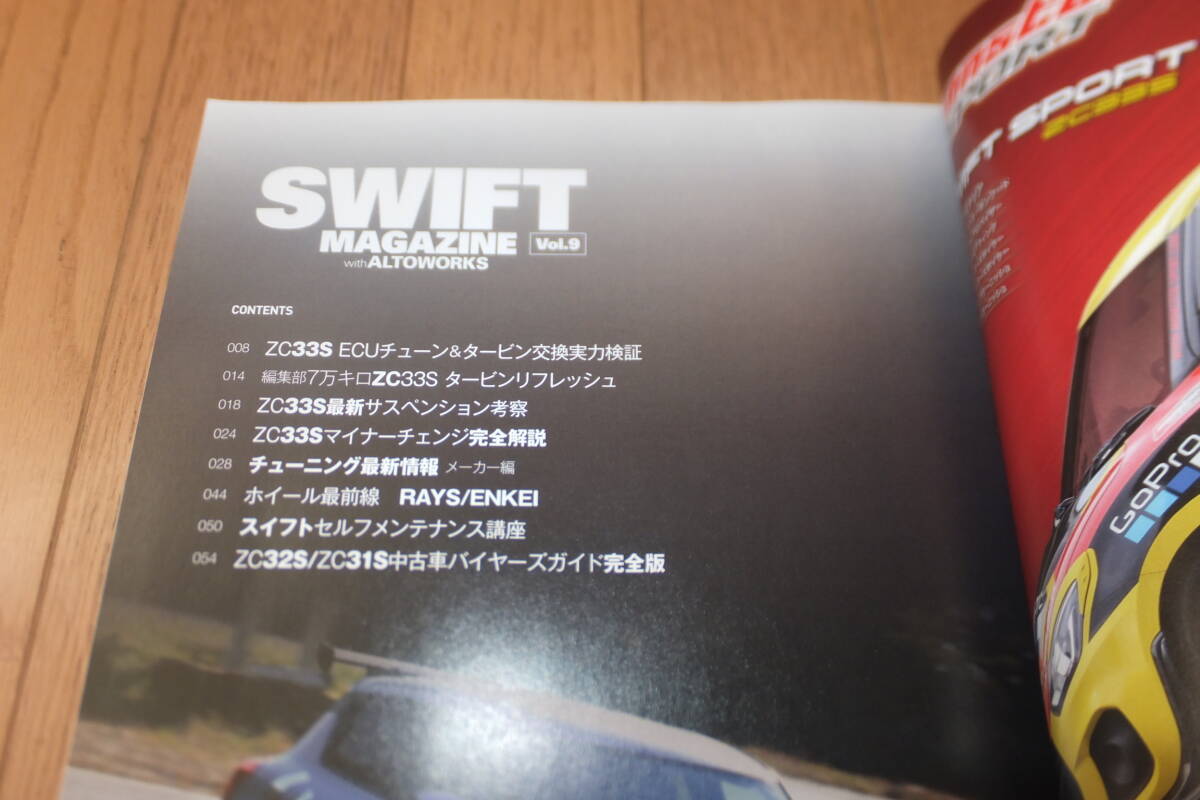 SWIFT
MAGAZINE Vol.9
with ALTOWORKS
CONTENTS
008 ZC33S ECUチューン&タービン交換実力検証
014 編集部7万キロZC33S タービンリフレッシュ
018 ZC33S最新サスペンション考察
024 ZC33Sマイナーチェンジ完全解説
028 チューニング最新情報 メーカー編
044 ホイール最前線 RAYS/ENKEI
050 スイフトセルフメンテナンス講座
054 ZC32S/ZC31S中古車バイヤーズガイド完全版
SPORT
ZC33S
GoPro